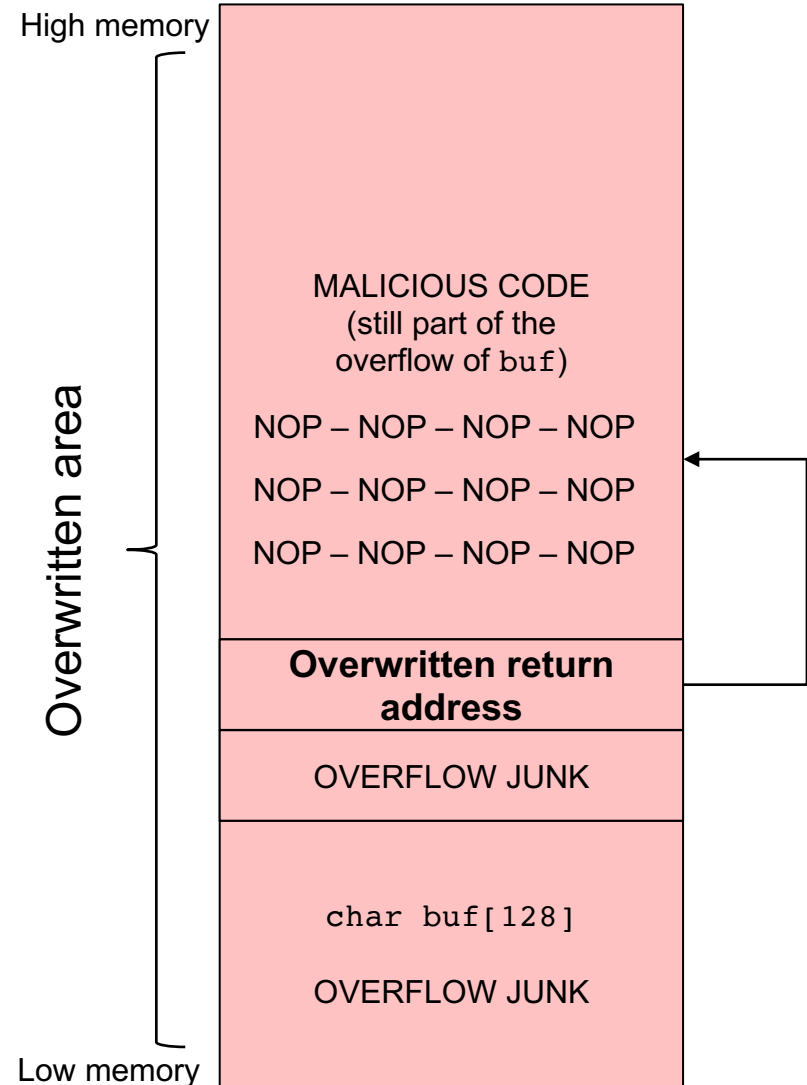 High memory
MALICIOUS CODE
(still part of the
overflow of buf)
NOP – NOP – NOP – NOP
NOP – NOP – NOP – NOP
NOP – NOP – NOP – NOP
Overwritten area
Overwritten return
address
OVERFLOW JUNK
char buf[128]
OVERFLOW JUNK
Low memory